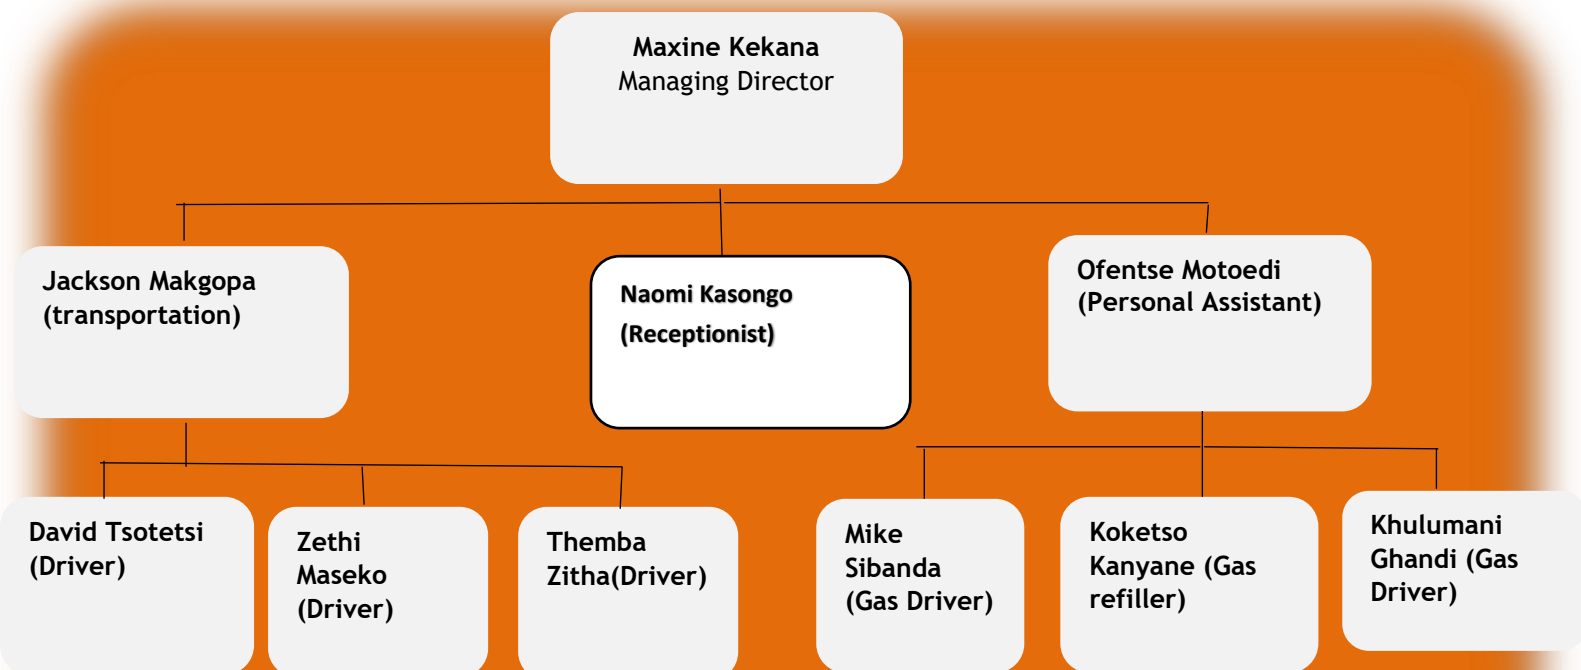 Maxine Kekana
Managing Director
Jackson Makgopa
(transportation)
Naomi Kasongo
(Receptionist)
Ofentse Motoedi
(Personal Assistant)
David Tsotetsi
(Driver)
Zethi
Maseko
(Driver)
Themba
Zitha(Driver)
Mike
Sibanda
(Gas Driver)
Koketso
Kanyane (Gas
refiller)
Khulumani
Ghandi (Gas
Driver)